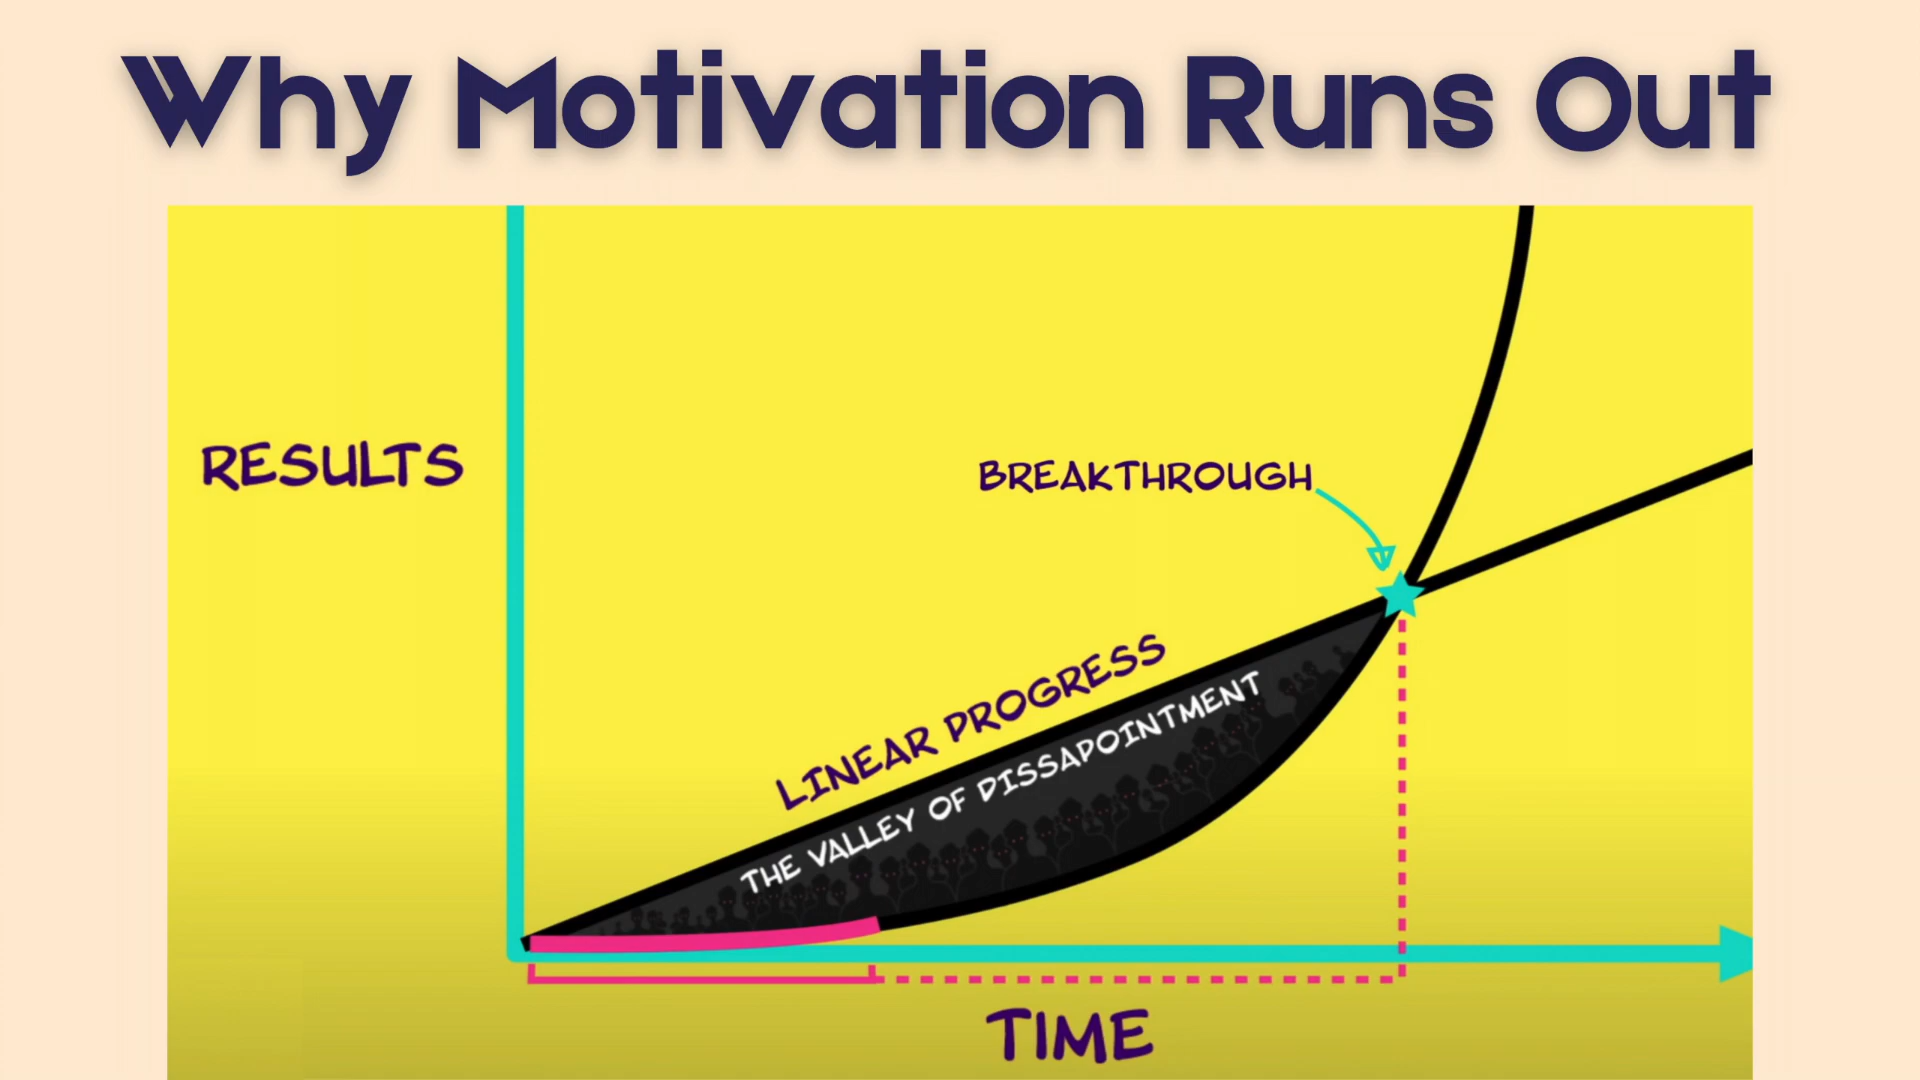 Why Motivation Runs Out
RESULTS
BREAKTHROUGH
LINEAR PROGRESS
THE VALLEY OF DISSAPOINTMENT
TIME